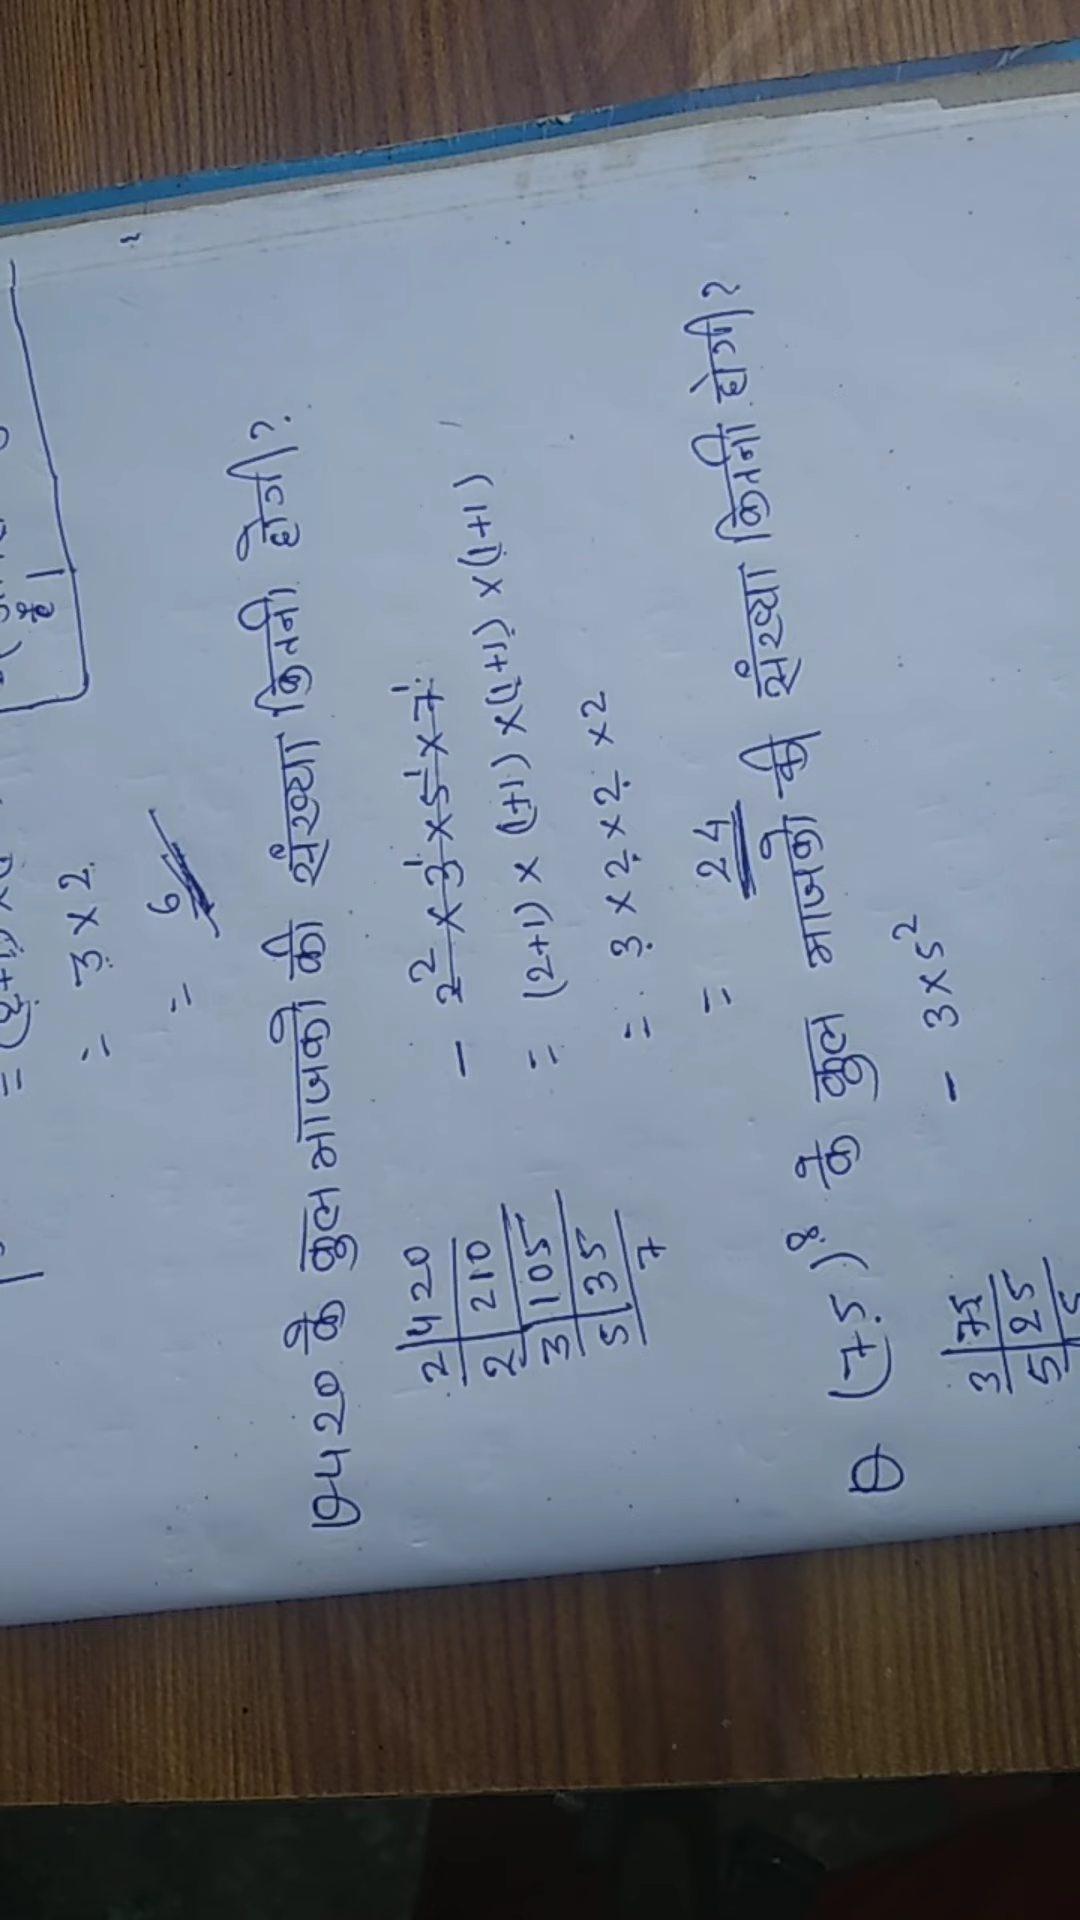 = 3 × 2
= 6
Q 420 के कुल भाजको की संख्या कितनी होगी?
2 420 - 2² × 3¹ × 5¹ × 7¹
2 210 = (2+1) × (1+1) × (1+1) × (1+1)
3 105 = 3 × 2 × 2 × 2
5 35 = 24
7
Q (75)⁸ के कुल भाजको की संख्या कितनी होगी?
3 75 - 3 × 5²
5 25
5